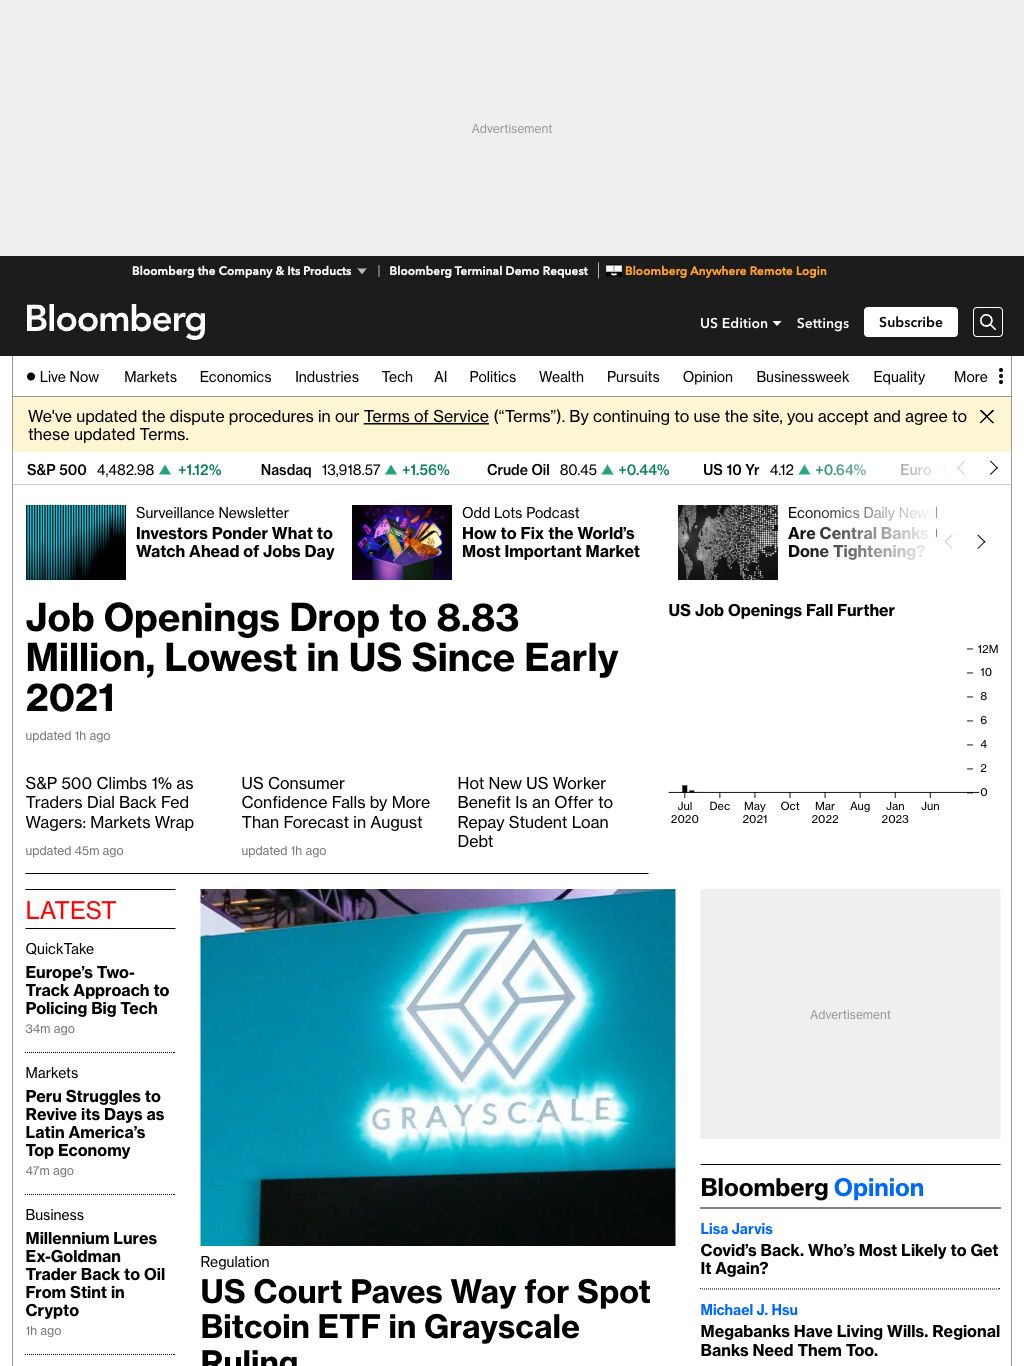 Advertisement
Bloomberg the Company & Its Products
Bloomberg Terminal Demo Request
Bloomberg Anywhere Remote Login
Bloomberg
US Edition
Settings
Subscribe
Live Now
Markets
Economics
Industries
Tech
AI
Politics
Wealth
Pursuits
Opinion
Businessweek
Equality
More
We've updated the dispute procedures in our Terms of Service (“Terms”). By continuing to use the site, you accept and agree to
these updated Terms.
S&P 500 4,482.98 ▲ +1.12%
Nasdaq 13,918.57 ▲ +1.56%
Crude Oil 80.45 ▲ +0.44%
US 10 Yr 4.12 ▲ +0.64%
Euro
Surveillance Newsletter
Investors Ponder What to
Watch Ahead of Jobs Day
Odd Lots Podcast
How to Fix the World’s
Most Important Market
Economics Daily News
Are Central Banks
Done Tightening?
Job Openings Drop to 8.83
Million, Lowest in US Since Early
2021
updated 1h ago
US Job Openings Fall Further
12M
10
8
6
4
2
0
Jul Dec May Oct Mar Aug Jan Jun
2020 2021 2022 2023
S&P 500 Climbs 1% as
Traders Dial Back Fed
Wagers: Markets Wrap
updated 45m ago
US Consumer
Confidence Falls by More
Than Forecast in August
updated 1h ago
Hot New US Worker
Benefit Is an Offer to
Repay Student Loan
Debt
LATEST
QuickTake
Europe’s Two-
Track Approach to
Policing Big Tech
34m ago
Markets
Peru Struggles to
Revive its Days as
Latin America’s
Top Economy
47m ago
Business
Millennium Lures
Ex-Goldman
Trader Back to Oil
From Stint in
Crypto
1h ago
GRAYSCALE
Regulation
US Court Paves Way for Spot
Bitcoin ETF in Grayscale
Ruling
Advertisement
Bloomberg Opinion
Lisa Jarvis
Covid’s Back. Who’s Most Likely to Get
It Again?
Michael J. Hsu
Megabanks Have Living Wills. Regional
Banks Need Them Too.